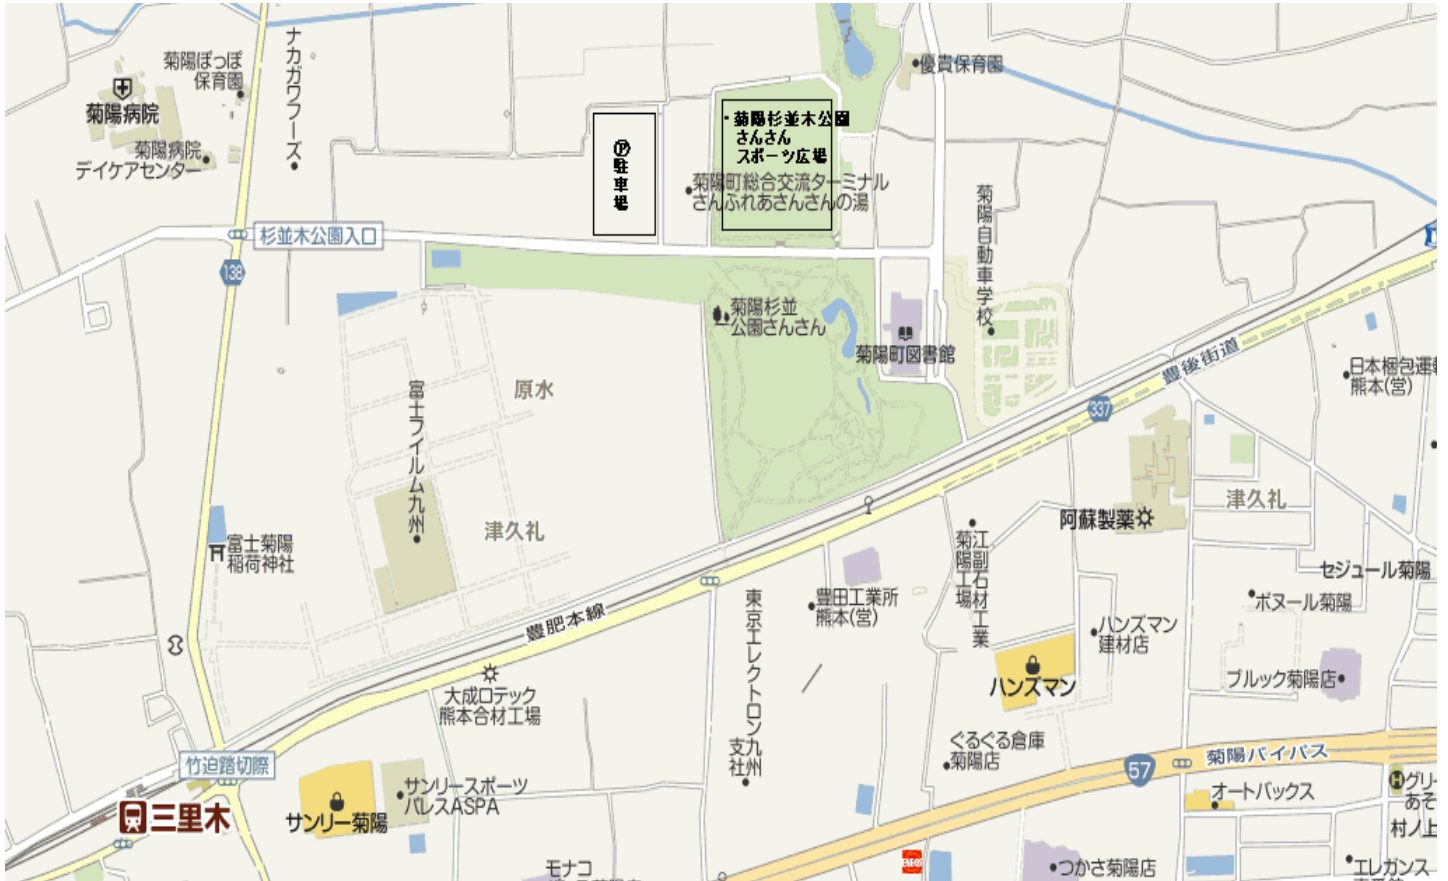 ナカガワフーズ
菊陽ぽっぽ
保育園
菊陽病院
菊陽病院
デイケアセンター
優貴保育園
㋐駐車場
・菊陽杉並木公園
さんさん
スポーツ広場
菊陽町総合交流ターミナル
さんふれあさんさんの湯
菊陽自動車学校
杉並木公園入口
138
菊陽杉並
公園さんさん
菊陽町図書館
豊後街道
日本梱包運輸
熊本(営)
原水
富士フイルム九州
337
津久礼
津久礼
阿蘇製薬
富士菊陽
稲荷神社
江副石材工業
菊陽工場
セジュール菊陽
ボヌール菊陽
豊肥本線
東京エレクトロン九州
支社
豊田工業所
熊本(営)
ハンズマン
建材店
ハンズマン
ブルック菊陽店
大成ロテック
熊本合材工場
ぐるぐる倉庫
菊陽店
57
菊陽バイパス
竹迫踏切際
サンリースポーツ
パレスASPA
オートバックス
グリー
あそ
三里木
サンリー菊陽
村ノ上
ENEOS
モナコ
つかさ菊陽店
エレガンス